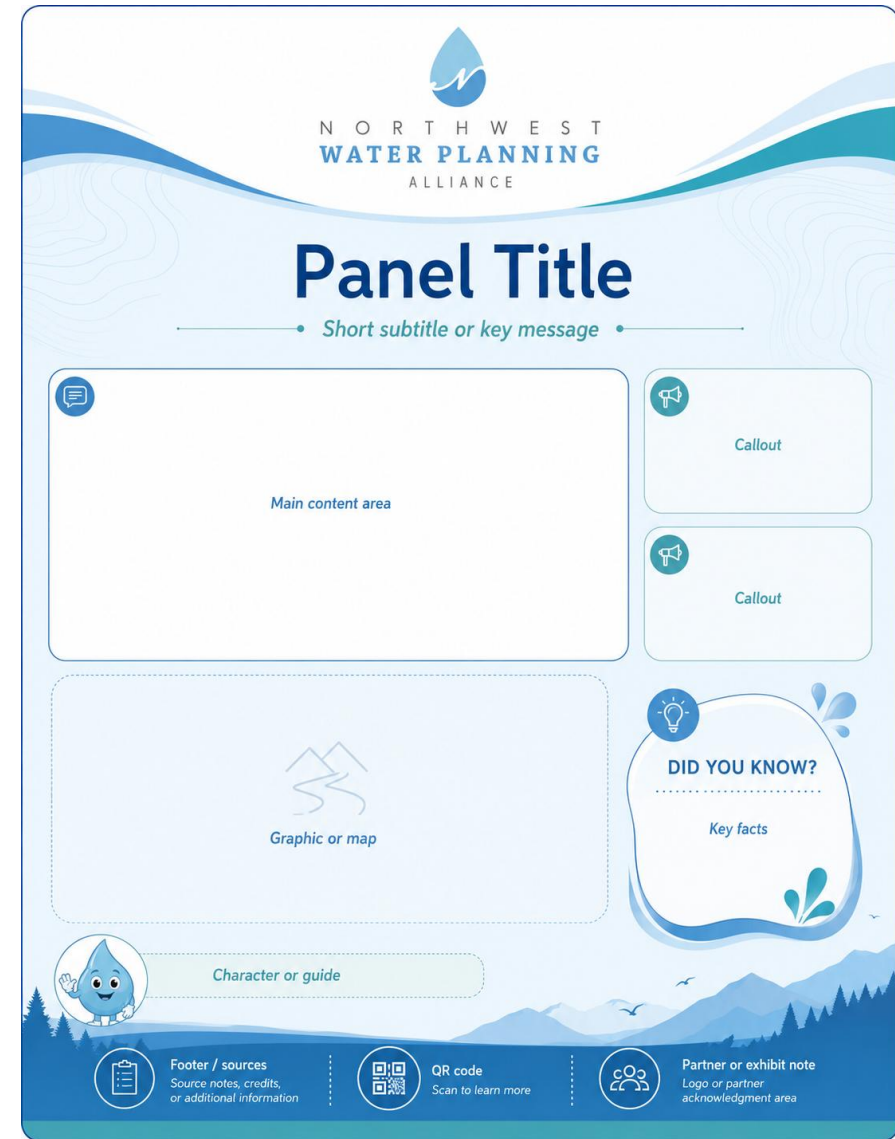 NORTHWEST
WATER PLANNING
ALLIANCE
Panel Title
Short subtitle or key message
Main content area
Callout
Callout
Graphic or map
DID YOU KNOW?
Key facts
Character or guide
Footer / sources
Source notes, credits,
or additional information
QR code
Scan to learn more
Partner or exhibit note
Logo or partner
acknowledgment area